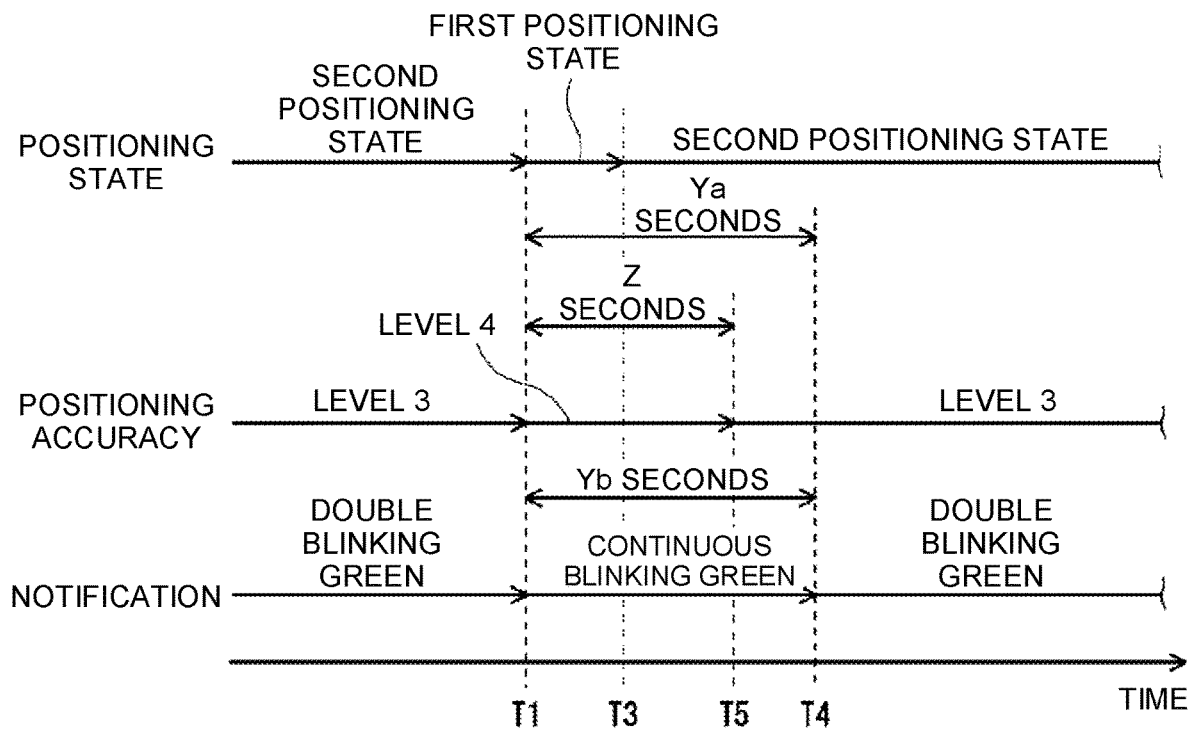 FIRST POSITIONING
STATE
SECOND
POSITIONING
STATE
POSITIONING
STATE
SECOND POSITIONING STATE
Ya
SECONDS
Z
SECONDS
LEVEL 4
POSITIONING
ACCURACY
LEVEL 3
LEVEL 3
Yb SECONDS
NOTIFICATION
DOUBLE
BLINKING
GREEN
CONTINUOUS
BLINKING GREEN
DOUBLE
BLINKING
GREEN
TIME
T1 T3 T5 T4